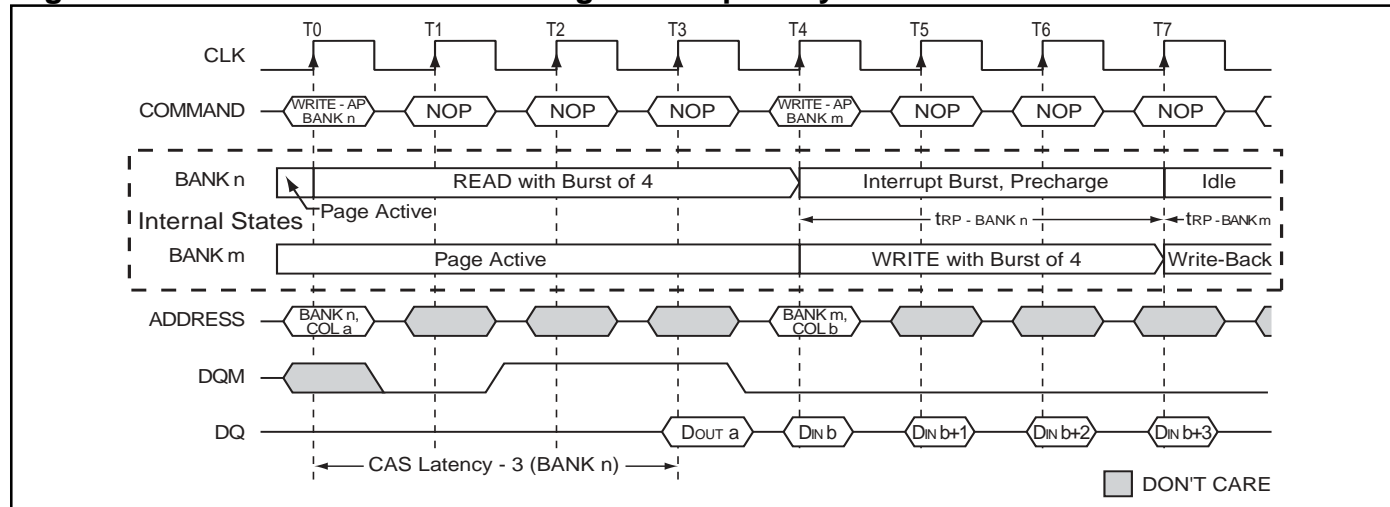 T0 T1 T2 T3 T4 T5 T6 T7
CLK
COMMAND WRITE - AP BANK n NOP NOP NOP WRITE - AP BANK m NOP NOP NOP
BANK n READ with Burst of 4 Interrupt Burst, Precharge Idle
Internal States Page Active tRP - BANK n tRP - BANK m
BANK m Page Active WRITE with Burst of 4 Write-Back
ADDRESS BANK n, COL a BANK m, COL b
DQM
DQ DOUT a DIN b DIN b+1 DIN b+2 DIN b+3
CAS Latency - 3 (BANK n)
DON'T CARE